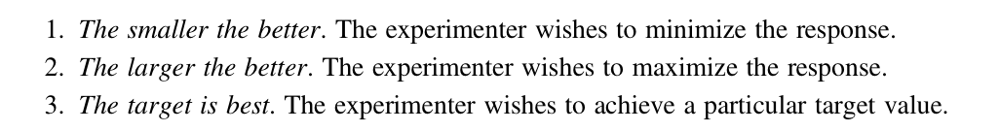 1. The smaller the better. The experimenter wishes to minimize the response.
2. The larger the better. The experimenter wishes to maximize the response.
3. The target is best. The experimenter wishes to achieve a particular target value.